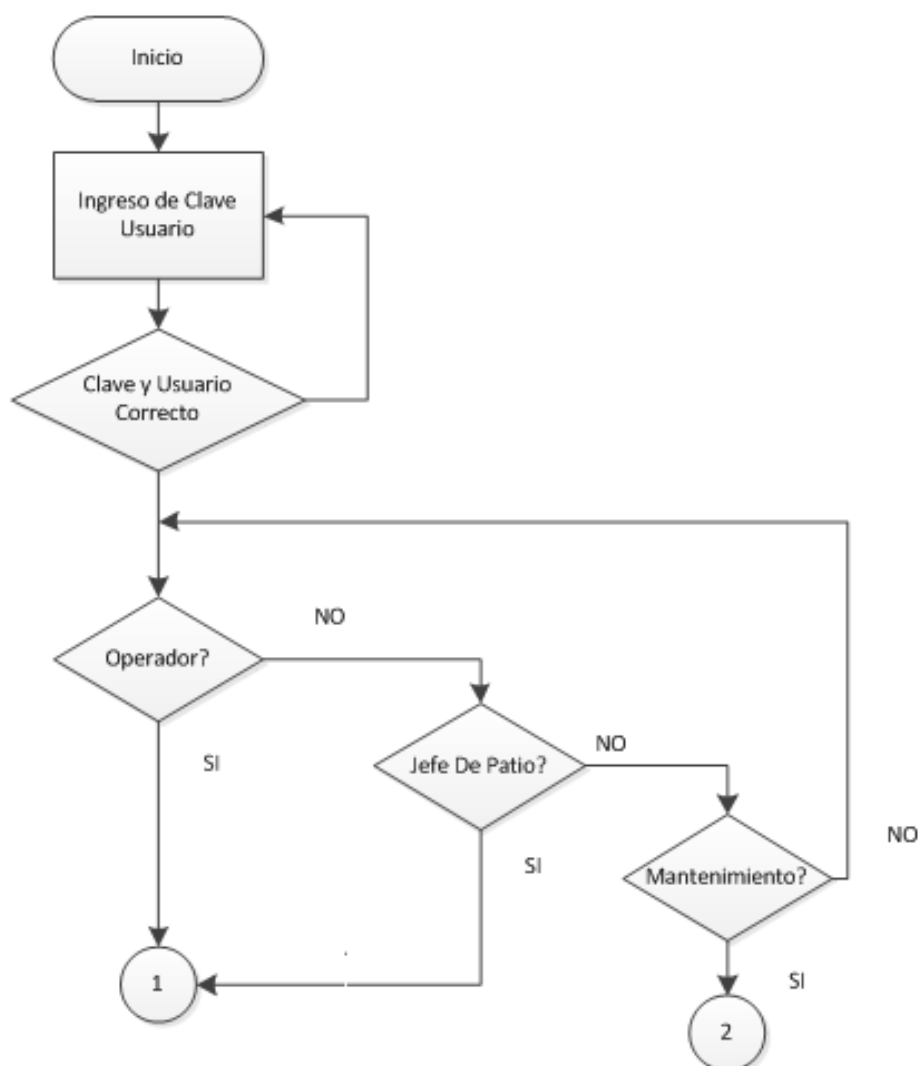 Inicio
Ingreso de Clave
Usuario
Clave y Usuario
Correcto
Operador?
NO
SI
Jefe De Patio?
NO
SI
Mantenimiento?
NO
SI
1
2